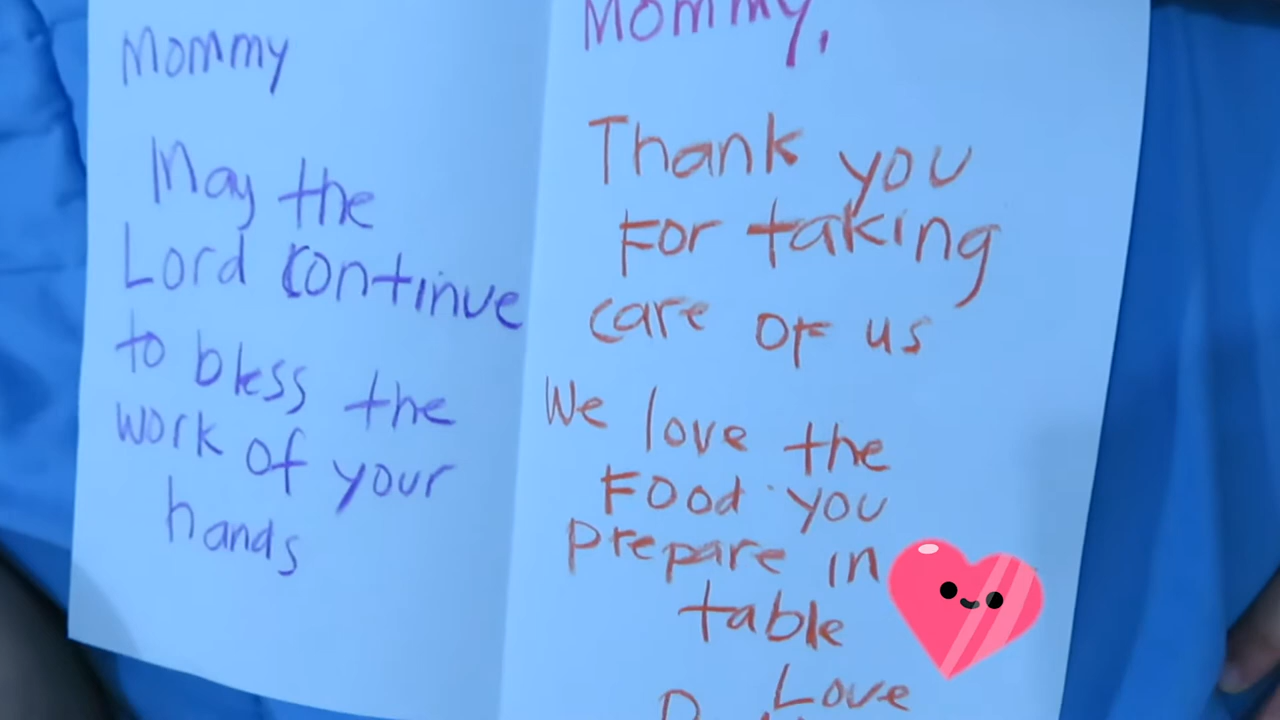 Mommy
May the
Lord continue
to bless the
work of your
hands
Mommy,
Thank you
For taking
care of us
We love the
Food you
prepare in
table
Love